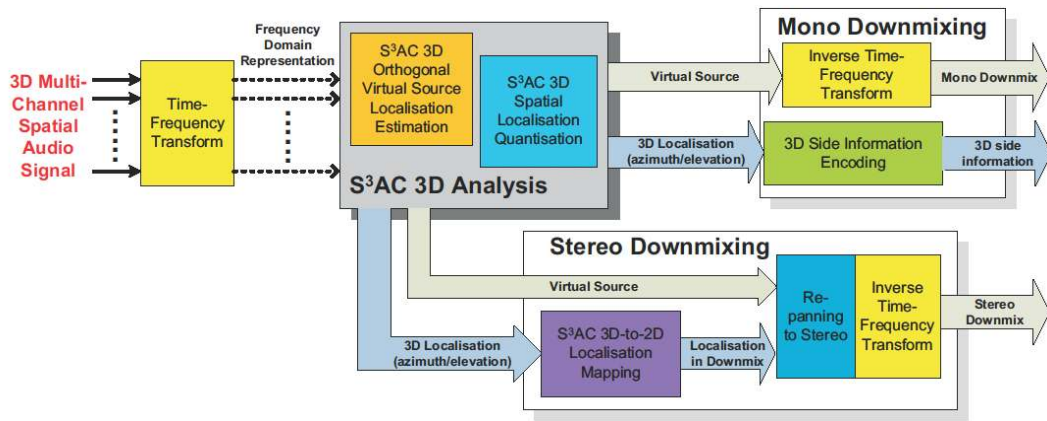 3D Multi-
Channel
Spatial
Audio
Signal
Time-
Frequency
Transform
Frequency
Domain
Representation
S³AC 3D
Orthogonal
Virtual Source
Localisation
Estimation
S³AC 3D
Spatial
Localisation
Quantisation
S³AC 3D Analysis
Mono Downmixing
Virtual Source
Inverse Time-
Frequency
Transform
Mono Downmix
3D Localisation
(azimuth/elevation)
3D Side Information
Encoding
3D side
information
Stereo Downmixing
Virtual Source
3D Localisation
(azimuth/elevation)
S³AC 3D-to-2D
Localisation
Mapping
Localisation
in Downmix
Re-
panning
to Stereo
Inverse
Time-
Frequency
Transform
Stereo
Downmix